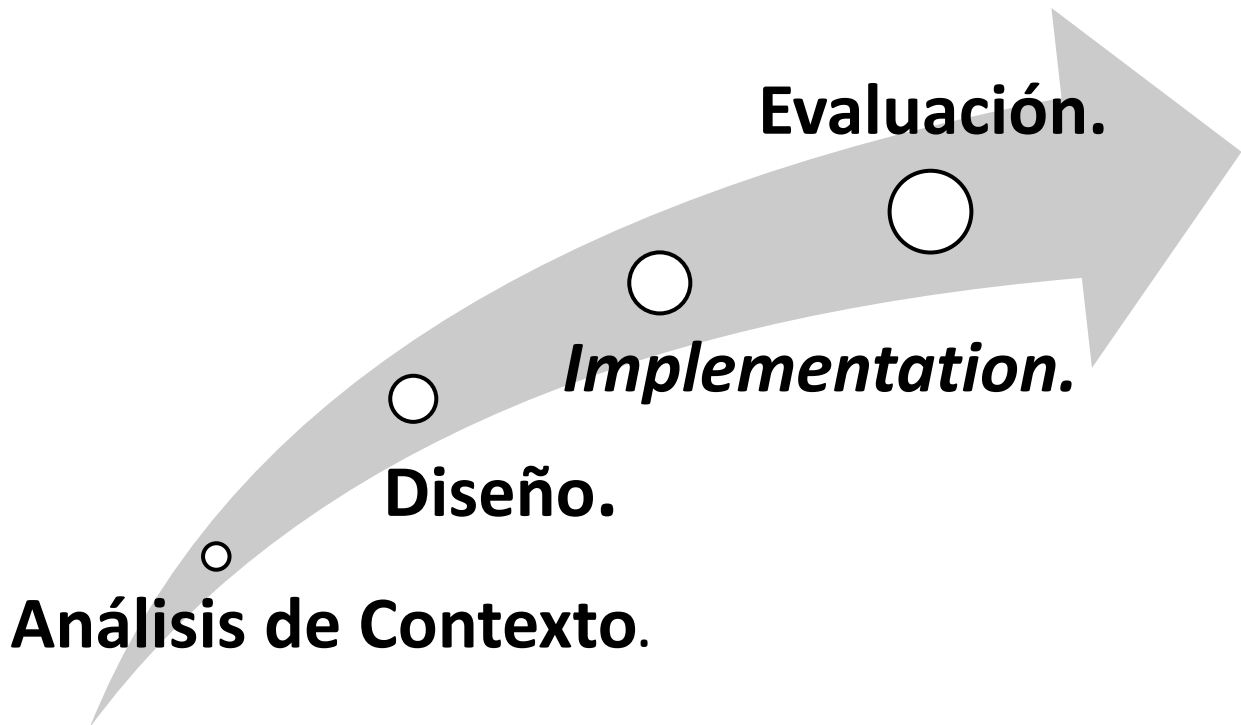 Evaluación.
Implementation.
Diseño.
Análisis de Contexto.